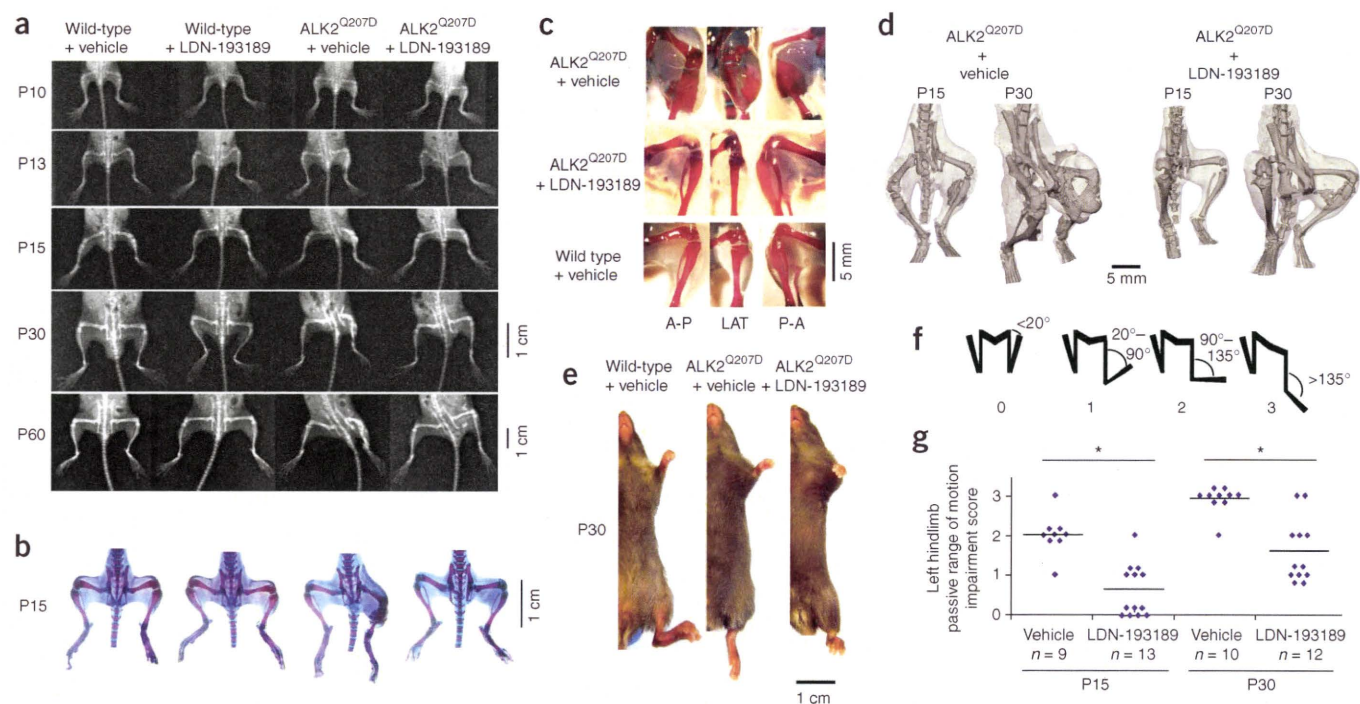 a
Wild-type
+ vehicle
Wild-type
+ LDN-193189
ALK2Q207D
+ vehicle
ALK2Q207D
+ LDN-193189
P10
P13
P15
P30
P60
1 cm
1 cm
b
P15
1 cm
c
ALK2Q207D
+ vehicle
ALK2Q207D
+ LDN-193189
Wild type
+ vehicle
5 mm
A-P LAT P-A
d
ALK2Q207D
+
vehicle
P15 P30
ALK2Q207D
+
LDN-193189
P15 P30
5 mm
e
Wild-type
+ vehicle
ALK2Q207D
+ vehicle
ALK2Q207D
+ LDN-193189
P30
1 cm
f
<20°
20°–
90°
90°–
135°
>135°
0 1 2 3
g
Left hindlimb
passive range of motion
impairment score
3
2
1
0
* *
Vehicle
n = 9
LDN-193189
n = 13
Vehicle
n = 10
LDN-193189
n = 12
P15 P30